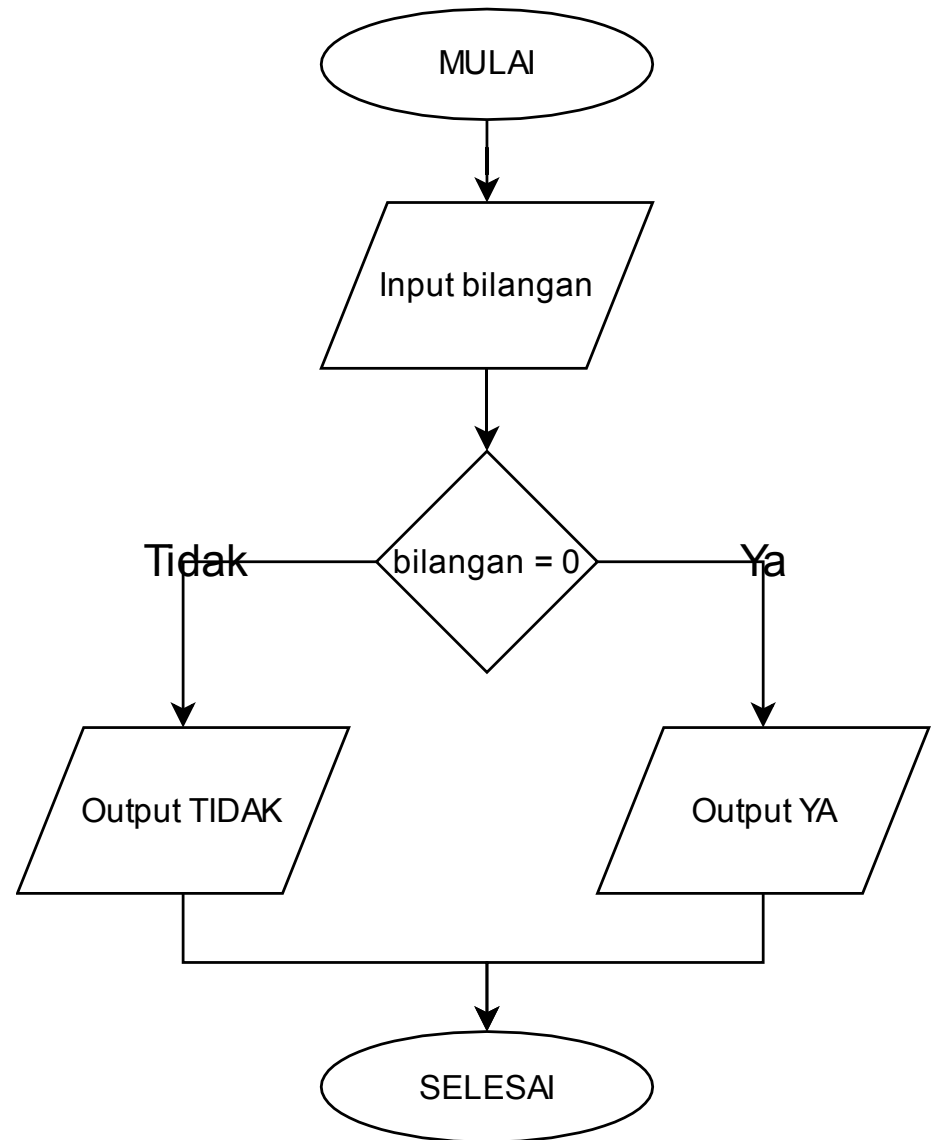 MULAI
Input bilangan
Tidak
bilangan = 0
Ya
Output TIDAK
Output YA
SELESAI